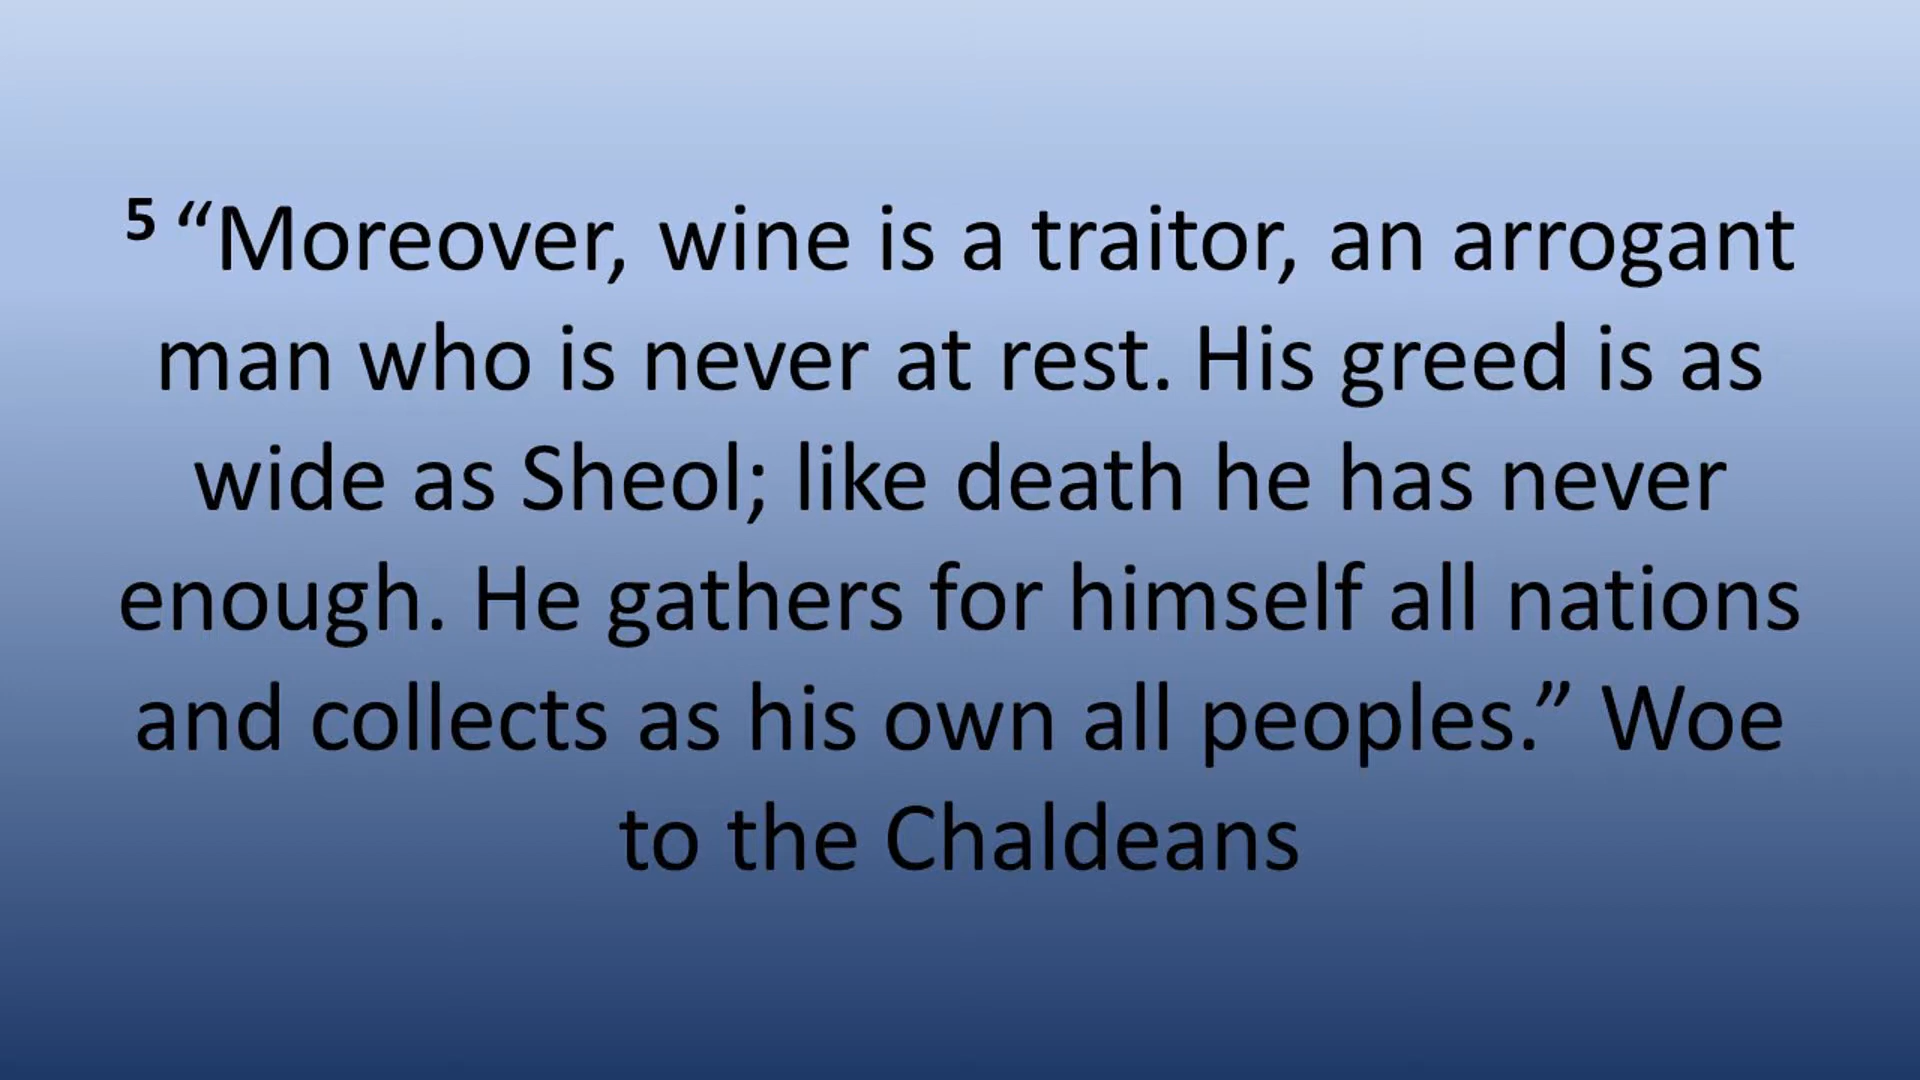 5 “Moreover, wine is a traitor, an arrogant
man who is never at rest. His greed is as
wide as Sheol; like death he has never
enough. He gathers for himself all nations
and collects as his own all peoples.” Woe
to the Chaldeans